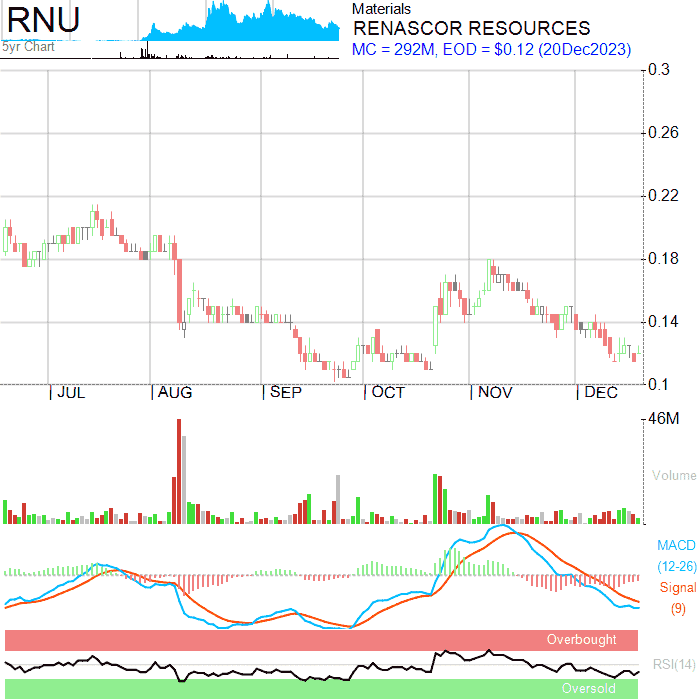 RNU
5yr Chart
Materials
RENASCOR RESOURCES
MC = 292M, EOD = $0.12 (20Dec2023)
0.3
0.26
0.22
0.18
0.14
0.1
JUL AUG SEP OCT NOV DEC
46M
Volume
MACD
(12-26)
Signal
(9)
Overbought
RSI(14)
Oversold